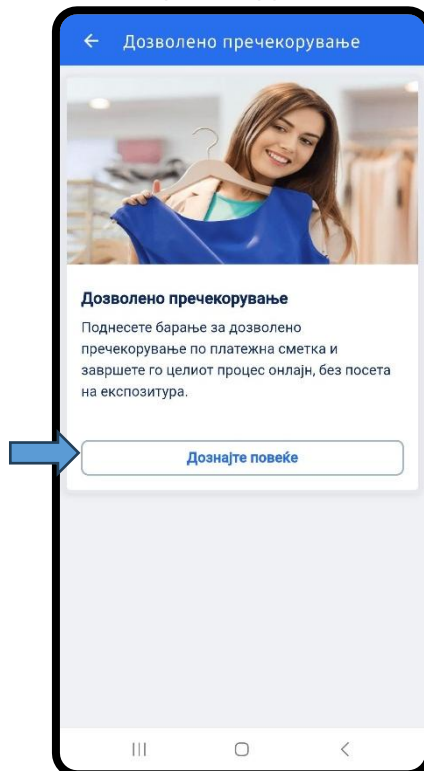 Дозволено пречекорување
Дозволено пречекорување
Поднесете барање за дозволено
пречекорување по платежна сметка и
завршете го целиот процес онлајн, без посета
на експозитура.
Дознајте повеќе